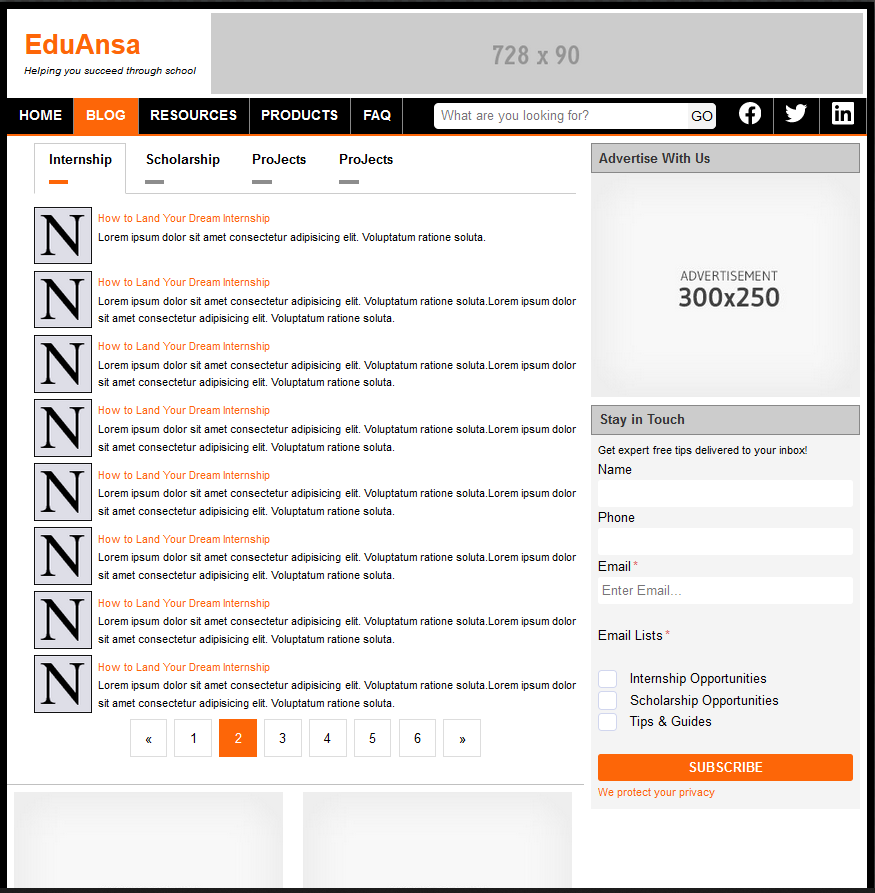 EduAnsa
Helping you succeed through school
728 x 90
HOME BLOG RESOURCES PRODUCTS FAQ What are you looking for? GO
Internship Scholarship ProJects ProJects
N
How to Land Your Dream Internship
Lorem ipsum dolor sit amet consectetur adipisicing elit. Voluptatum ratione soluta.
N
How to Land Your Dream Internship
Lorem ipsum dolor sit amet consectetur adipisicing elit. Voluptatum ratione soluta.Lorem ipsum dolor
sit amet consectetur adipisicing elit. Voluptatum ratione soluta.
N
How to Land Your Dream Internship
Lorem ipsum dolor sit amet consectetur adipisicing elit. Voluptatum ratione soluta.Lorem ipsum dolor
sit amet consectetur adipisicing elit. Voluptatum ratione soluta.
N
How to Land Your Dream Internship
Lorem ipsum dolor sit amet consectetur adipisicing elit. Voluptatum ratione soluta.Lorem ipsum dolor
sit amet consectetur adipisicing elit. Voluptatum ratione soluta.
N
How to Land Your Dream Internship
Lorem ipsum dolor sit amet consectetur adipisicing elit. Voluptatum ratione soluta.Lorem ipsum dolor
sit amet consectetur adipisicing elit. Voluptatum ratione soluta.
N
How to Land Your Dream Internship
Lorem ipsum dolor sit amet consectetur adipisicing elit. Voluptatum ratione soluta.Lorem ipsum dolor
sit amet consectetur adipisicing elit. Voluptatum ratione soluta.
N
How to Land Your Dream Internship
Lorem ipsum dolor sit amet consectetur adipisicing elit. Voluptatum ratione soluta.Lorem ipsum dolor
sit amet consectetur adipisicing elit. Voluptatum ratione soluta.
N
How to Land Your Dream Internship
Lorem ipsum dolor sit amet consectetur adipisicing elit. Voluptatum ratione soluta.Lorem ipsum dolor
sit amet consectetur adipisicing elit. Voluptatum ratione soluta.
« 1 2 3 4 5 6 »
Advertise With Us
ADVERTISEMENT
300x250
Stay in Touch
Get expert free tips delivered to your inbox!
Name
Phone
Email *
Enter Email...
Email Lists *
Internship Opportunities
Scholarship Opportunities
Tips & Guides
SUBSCRIBE
We protect your privacy